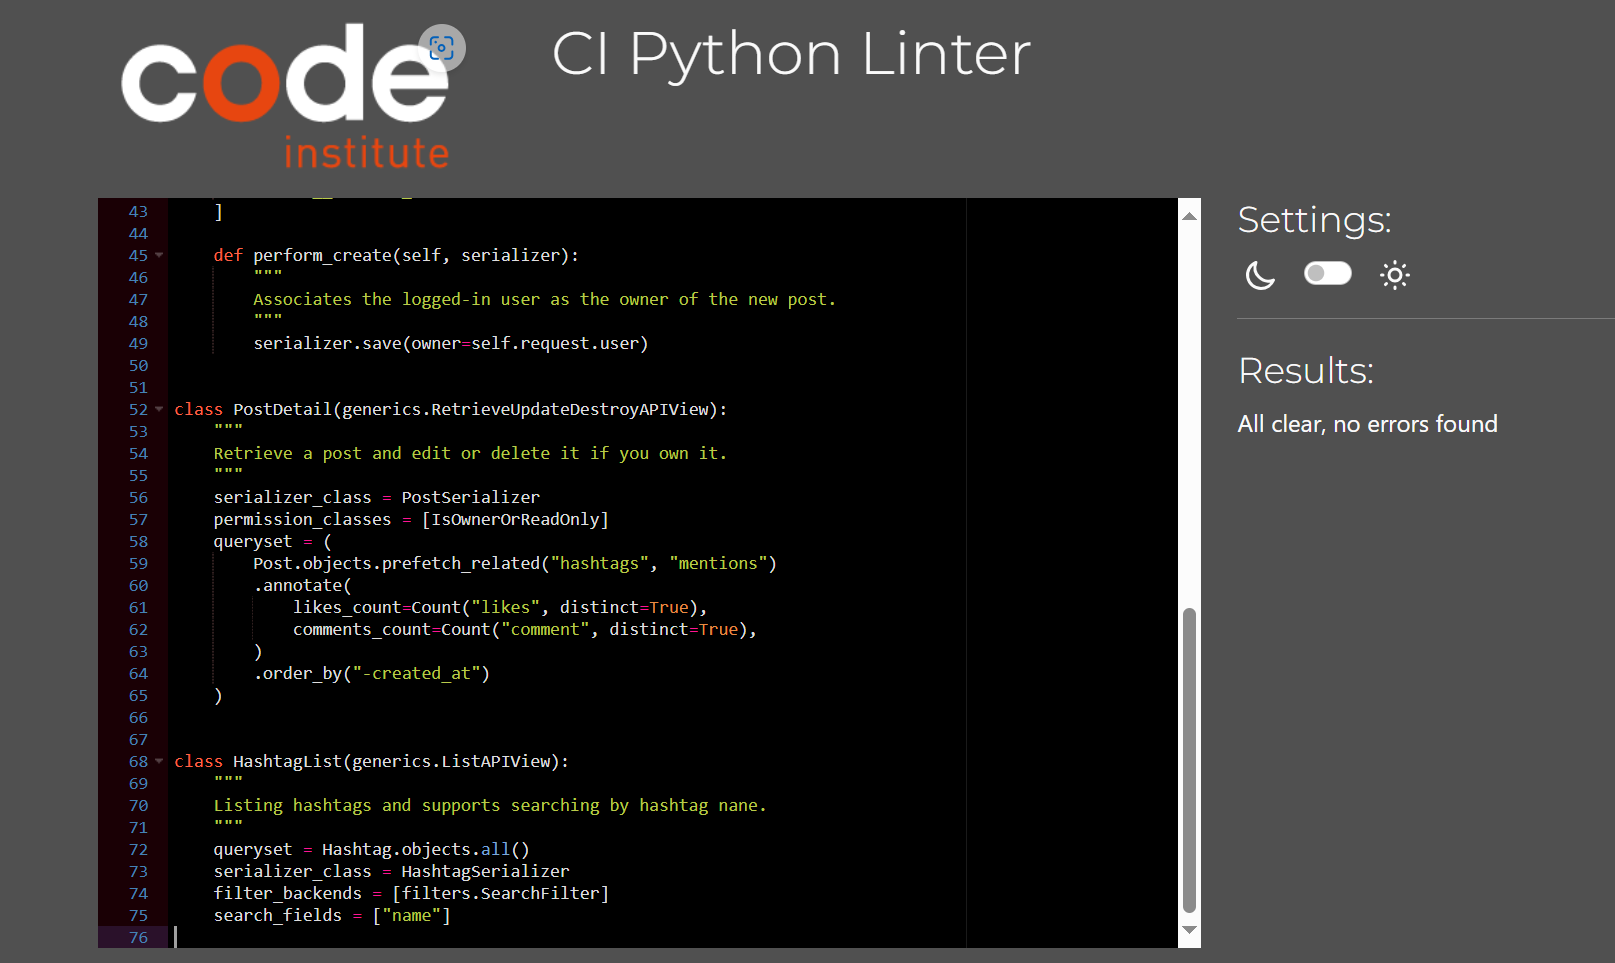 code
institute
CI Python Linter
43 ]
44
45 def perform_create(self, serializer):
46 """
47 Associates the logged-in user as the owner of the new post.
48 """
49 serializer.save(owner=self.request.user)
50
51
52 class PostDetail(generics.RetrieveUpdateDestroyAPIView):
53 """
54 Retrieve a post and edit or delete it if you own it.
55 """
56 serializer_class = PostSerializer
57 permission_classes = [IsOwnerOrReadOnly]
58 queryset = (
59 Post.objects.prefetch_related("hashtags", "mentions")
60 .annotate(
61 likes_count=Count("likes", distinct=True),
62 comments_count=Count("comment", distinct=True),
63 )
64 .order_by("-created_at")
65 )
66
67
68 class HashtagList(generics.ListAPIView):
69 """
70 Listing hashtags and supports searching by hashtag nane.
71 """
72 queryset = Hashtag.objects.all()
73 serializer_class = HashtagSerializer
74 filter_backends = [filters.SearchFilter]
75 search_fields = ["name"]
76
Settings:
Results:
All clear, no errors found